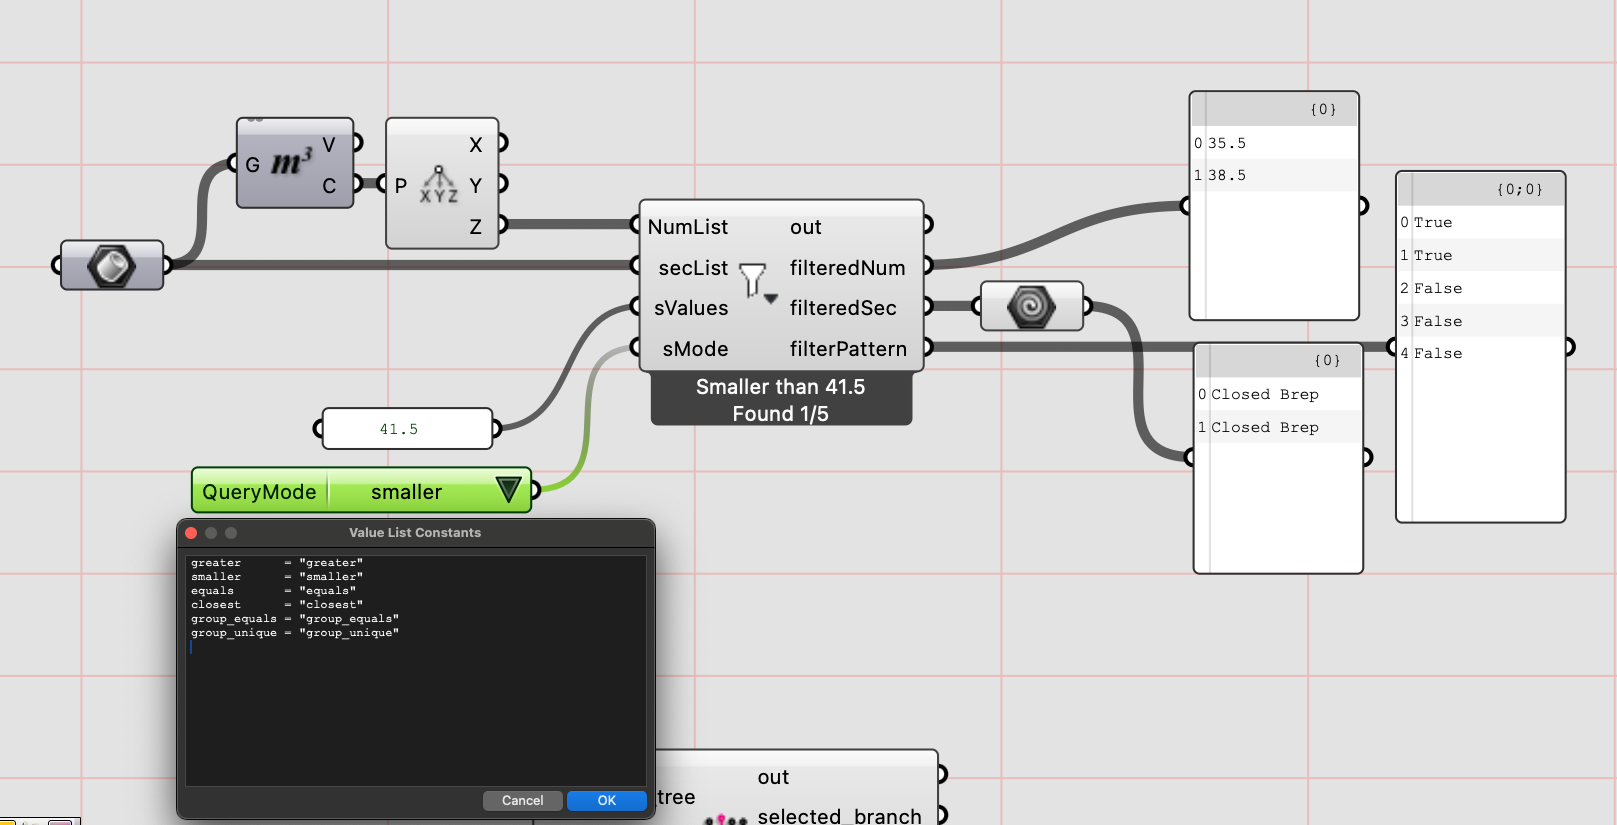 G
m³
V
C
P
XYZ
X
Y
Z
NumList
secList
sValues
sMode
out
filteredNum
filteredSec
filterPattern
Smaller than 41.5
Found 1/5
41.5
QueryMode
smaller
{0}
0 35.5
1 38.5
{0}
0 Closed Brep
1 Closed Brep
{0;0}
0 True
1 True
2 False
3 False
4 False
Value List Constants
greater      = "greater"
smaller      = "smaller"
equals       = "equals"
closest      = "closest"
group_equals = "group_equals"
group_unique = "group_unique"
Cancel
OK
tree
out
selected_branch